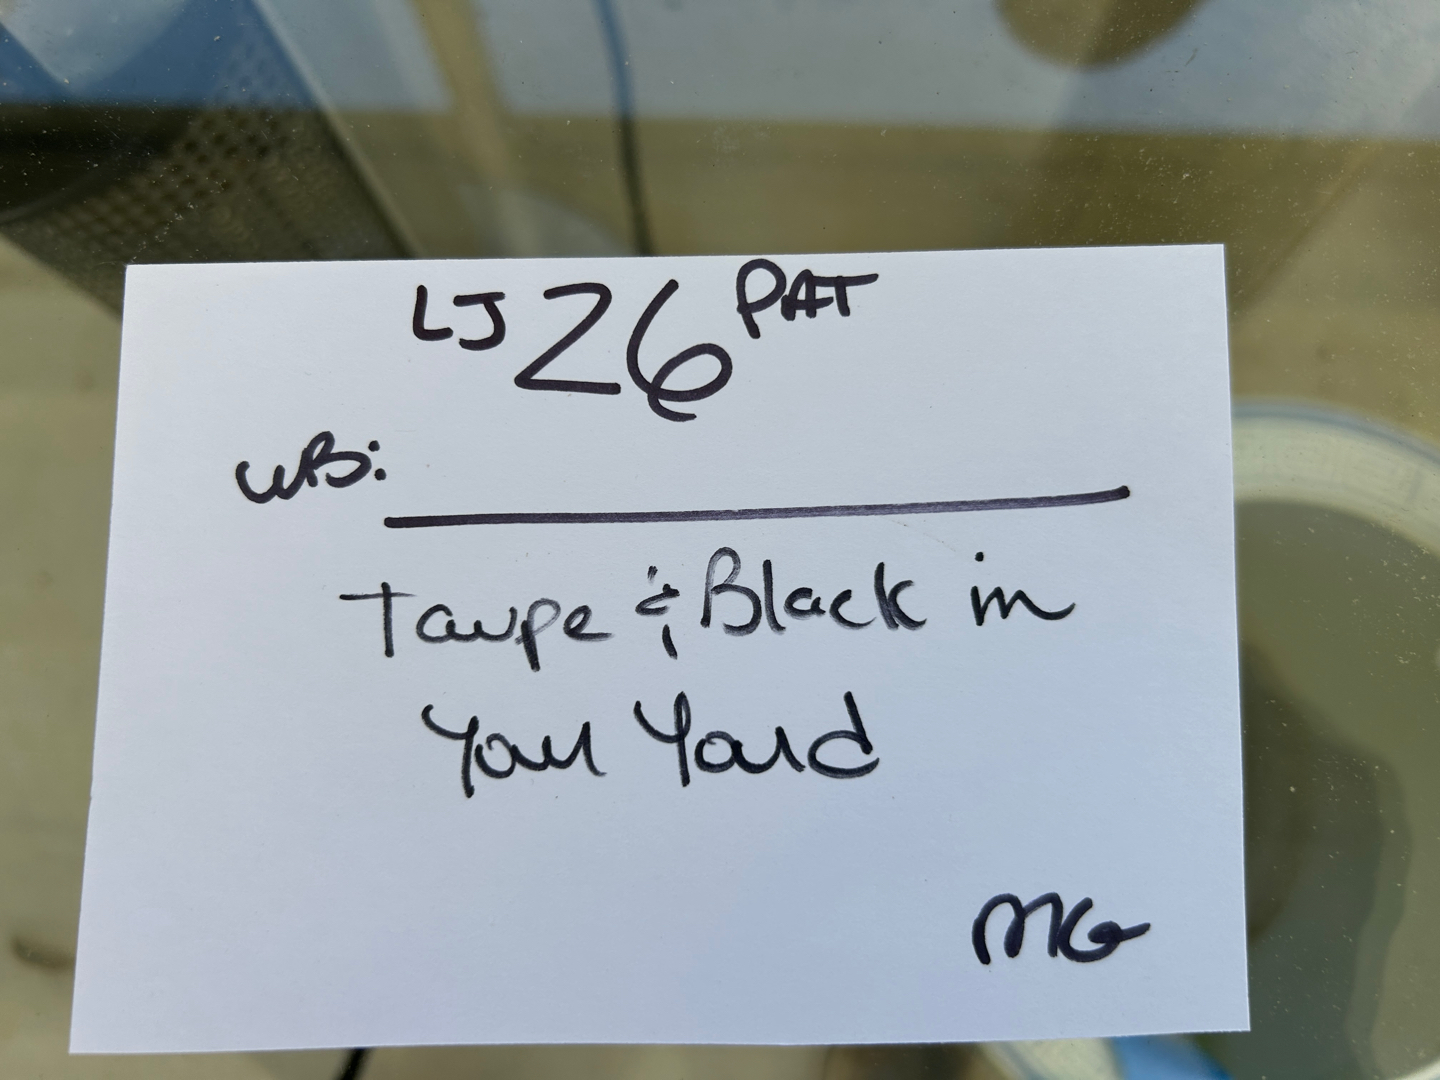 LJ 26 PAT
WB:
Taupe & Black in
Your Yard
MG